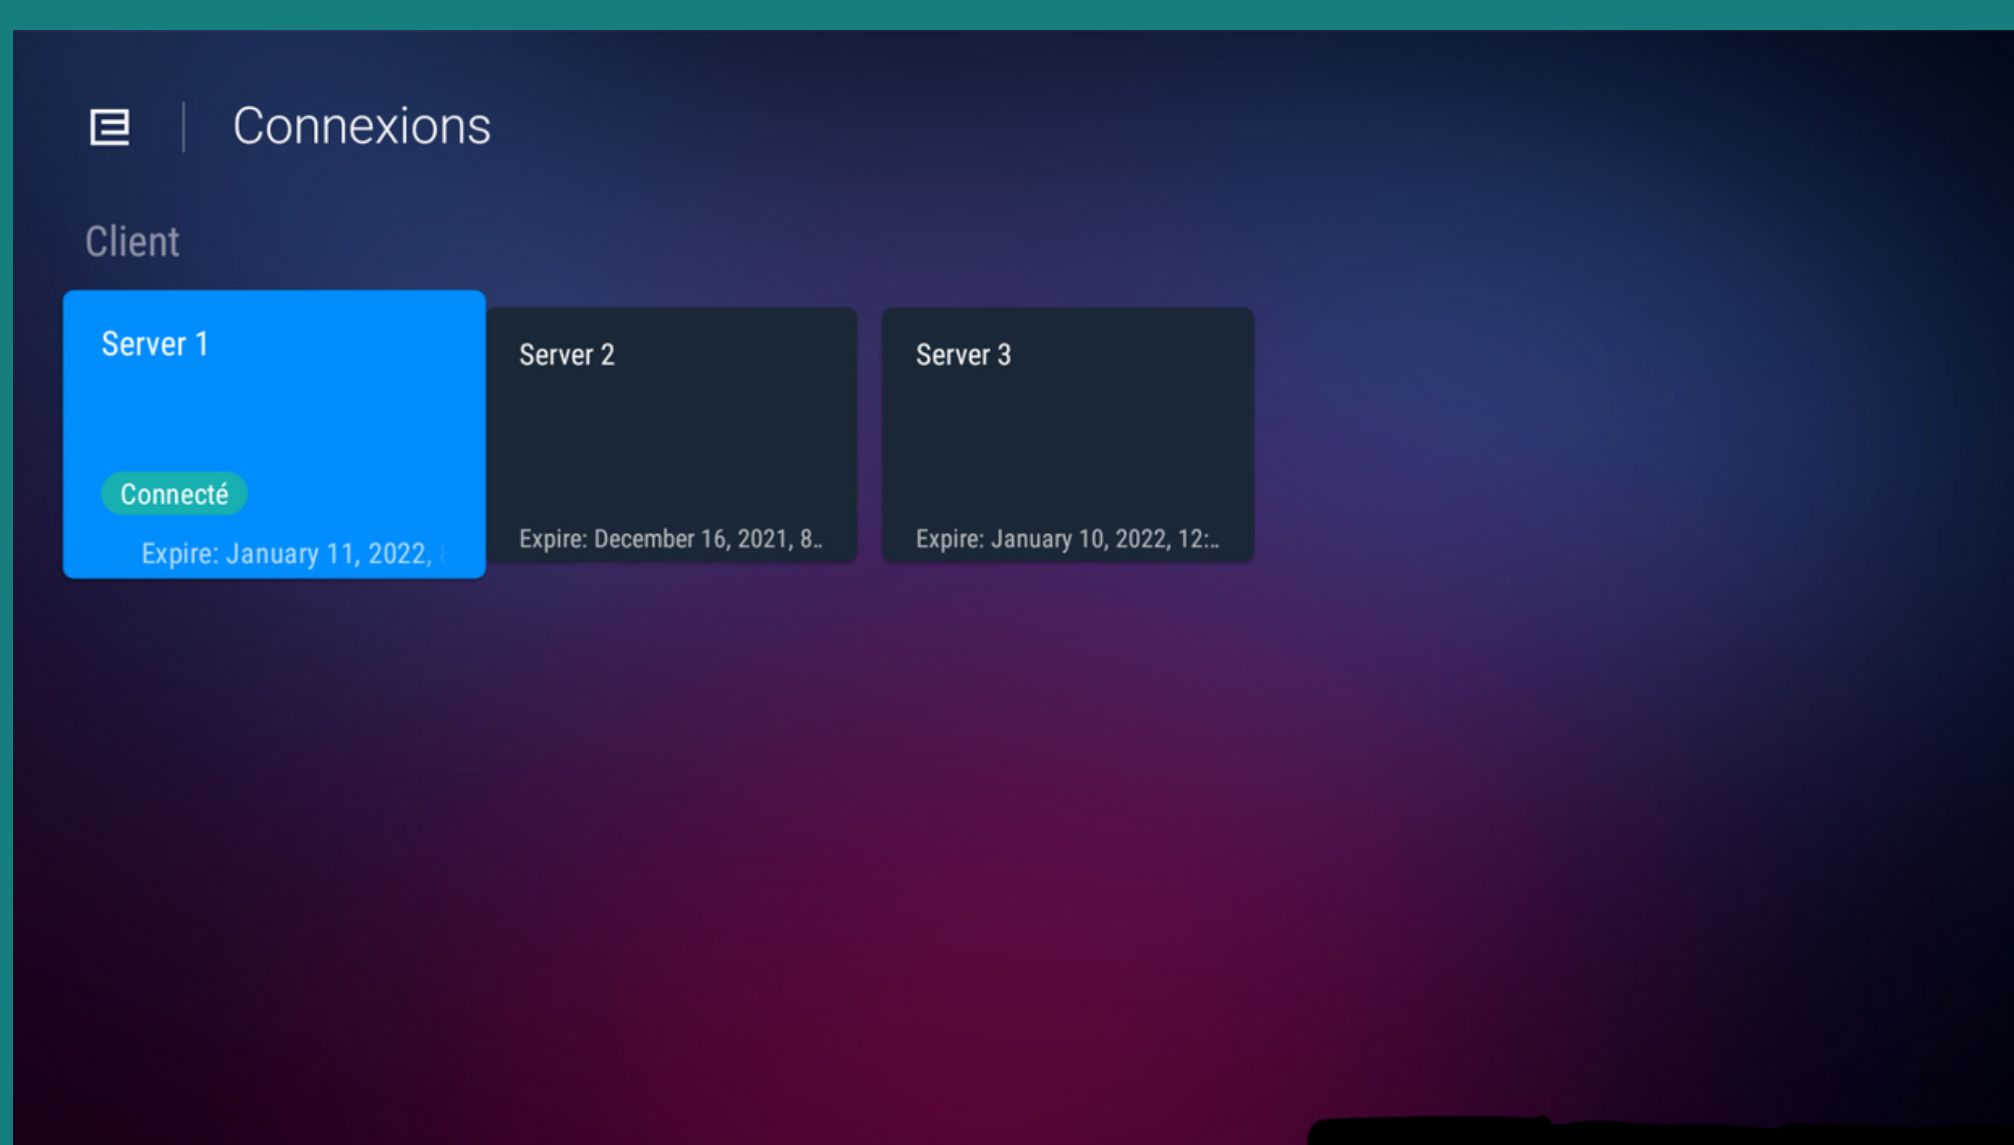 Connexions
Client
Server 1
Connecté
Expire: January 11, 2022,
Server 2
Expire: December 16, 2021, 8..
Server 3
Expire: January 10, 2022, 12:..